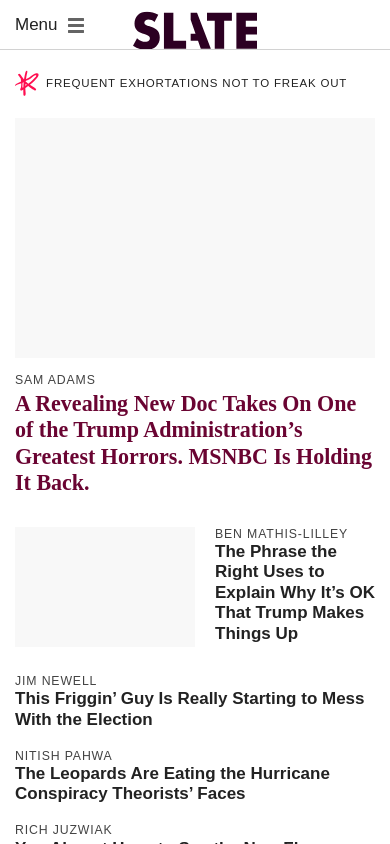 Menu
SLATE
FREQUENT EXHORTATIONS NOT TO FREAK OUT
SAM ADAMS
A Revealing New Doc Takes On One
of the Trump Administration’s
Greatest Horrors. MSNBC Is Holding
It Back.
BEN MATHIS-LILLEY
The Phrase the
Right Uses to
Explain Why It’s OK
That Trump Makes
Things Up
JIM NEWELL
This Friggin’ Guy Is Really Starting to Mess
With the Election
NITISH PAHWA
The Leopards Are Eating the Hurricane
Conspiracy Theorists’ Faces
RICH JUZWIAK